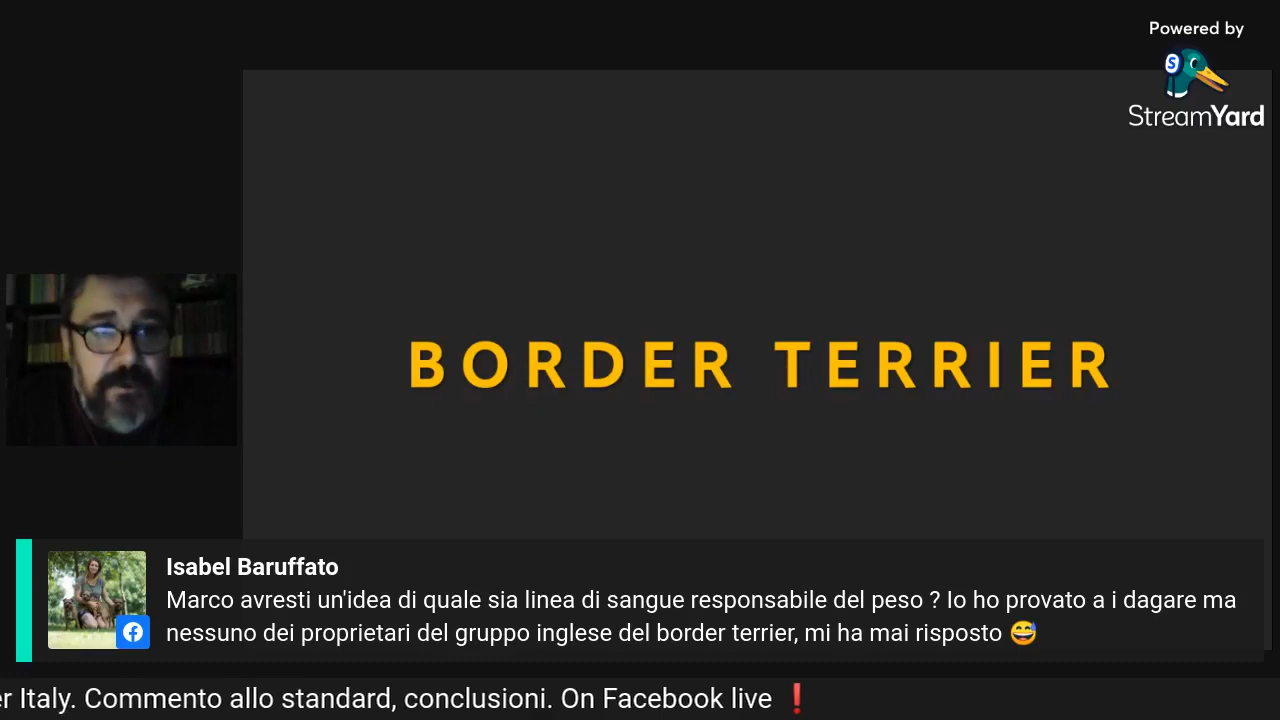 Powered by
StreamYard
BORDER TERRIER
Isabel Baruffato
Marco avresti un'idea di quale sia linea di sangue responsabile del peso ? Io ho provato a i dagare ma
nessuno dei proprietari del gruppo inglese del border terrier, mi ha mai risposto 😅
er Italy. Commento allo standard, conclusioni. On Facebook live ❗